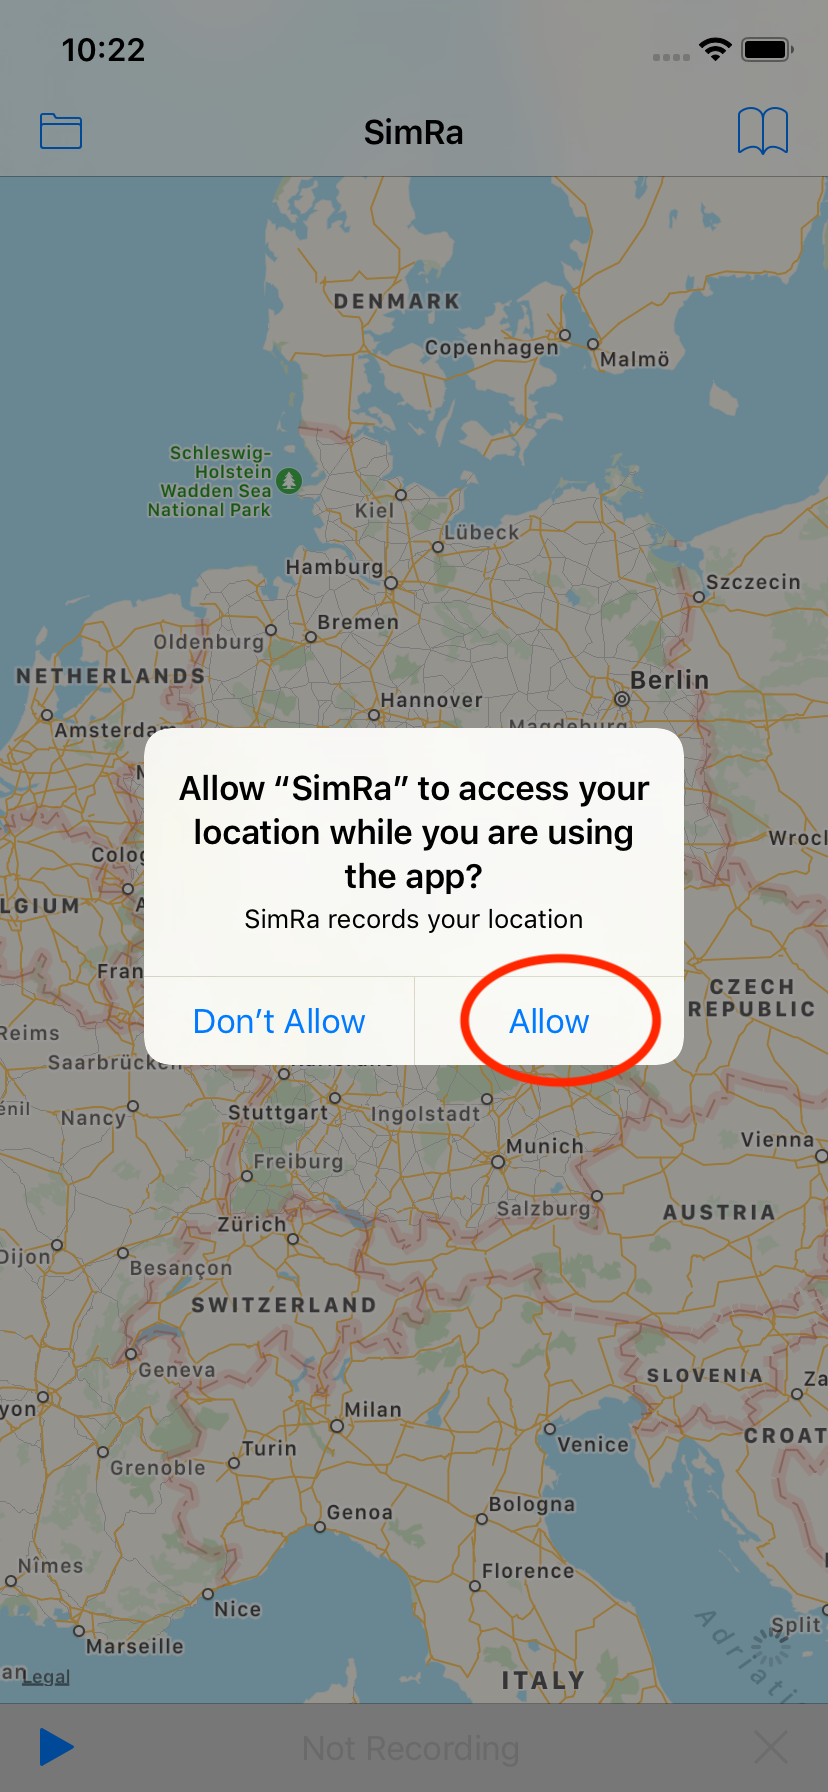 10:22
SimRa
DENMARK
Copenhagen
Malmö
Schleswig-
Holstein
Wadden Sea
National Park
Kiel
Lübeck
Hamburg
Szczecin
Bremen
Oldenburg
NETHERLANDS
Berlin
Hannover
Amsterdam
Magdeburg
Allow “SimRa” to access your
location while you are using
the app?
SimRa records your location
Don’t Allow
Allow
Wrocl
Colog
LGIUM
Fran
CZECH
REPUBLIC
Reims
Saarbrücken
Karlsruhe
énil
Nancy
Stuttgart
Ingolstadt
Vienna
Munich
Freiburg
Salzburg
AUSTRIA
Zürich
Dijon
Besançon
SWITZERLAND
Geneva
SLOVENIA
Za
yon
Milan
CROAT
Venice
Turin
Grenoble
Bologna
Genoa
Nîmes
Florence
Nice
Split
Marseille
Adriati
an
Legal
ITALY
Not Recording